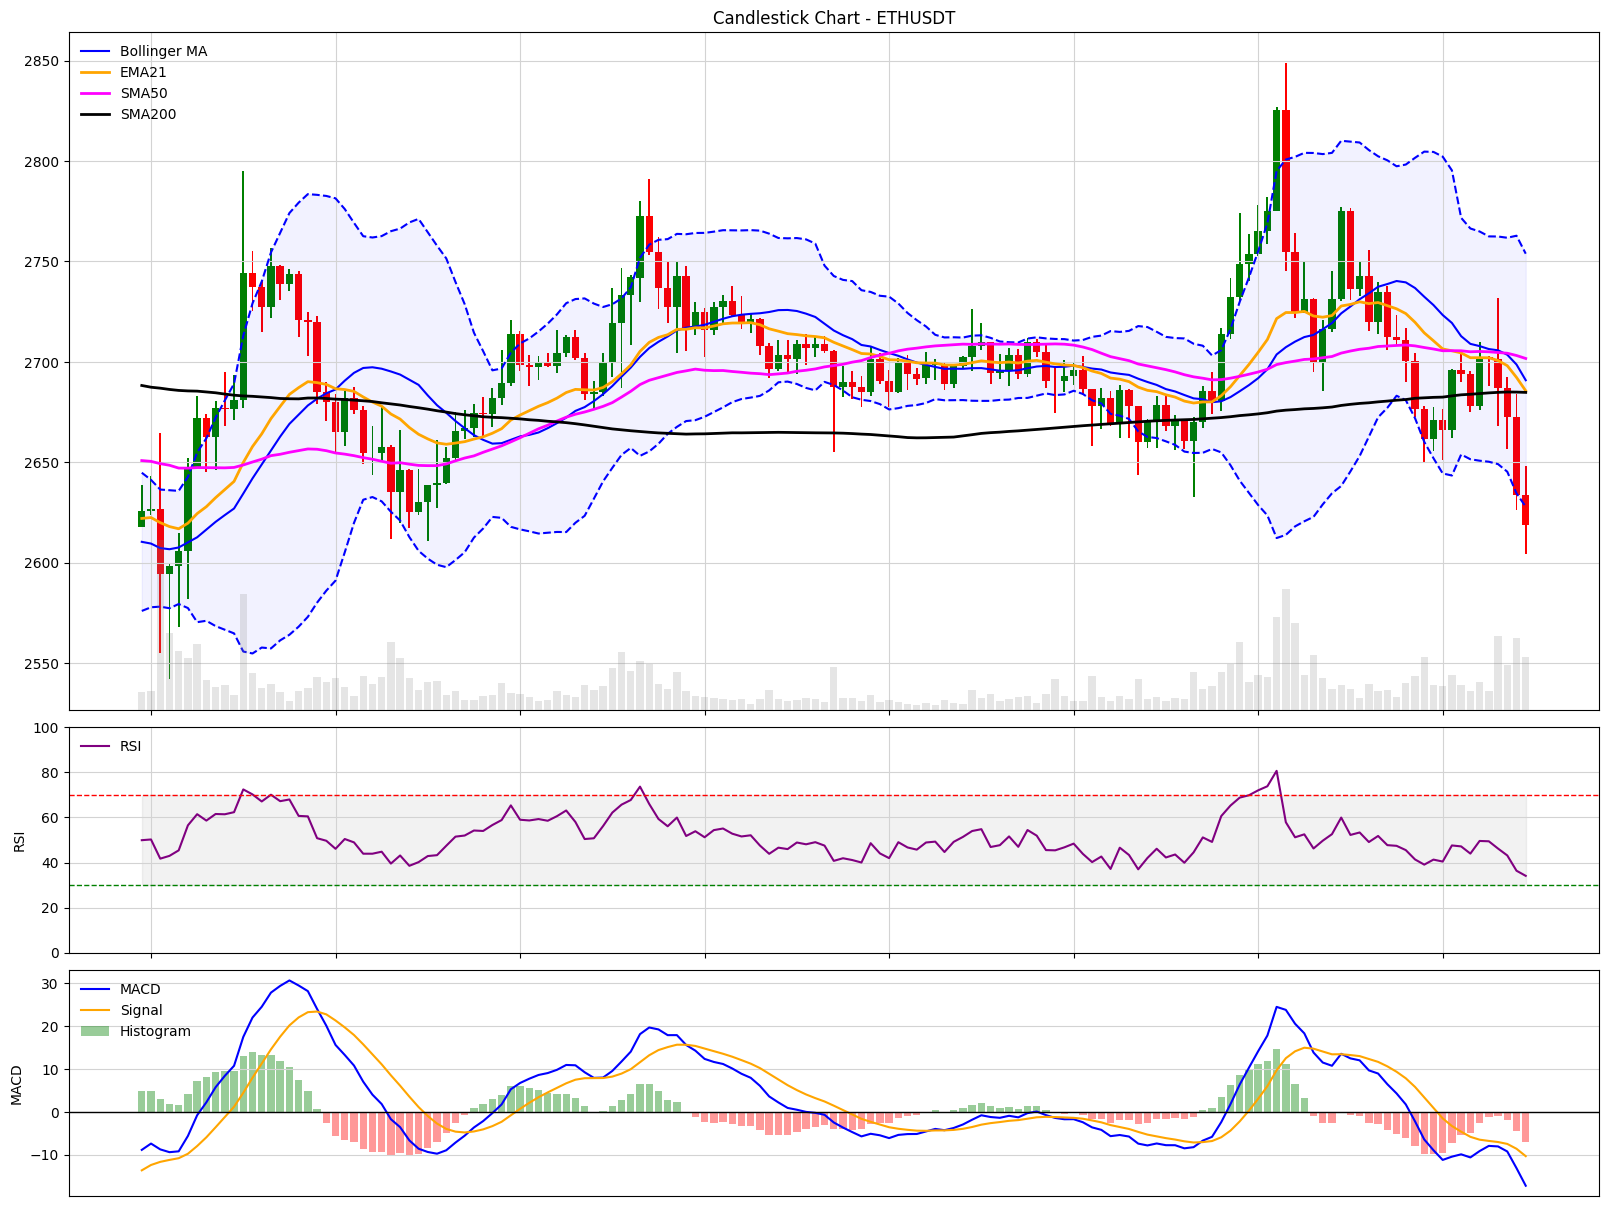 Candlestick Chart - ETHUSDT
Bollinger MA
EMA21
SMA50
SMA200
2850
2800
2750
2700
2650
2600
2550
RSI
100
80
60
40
20
0
RSI
MACD
Signal
Histogram
30
20
10
0
−10
MACD